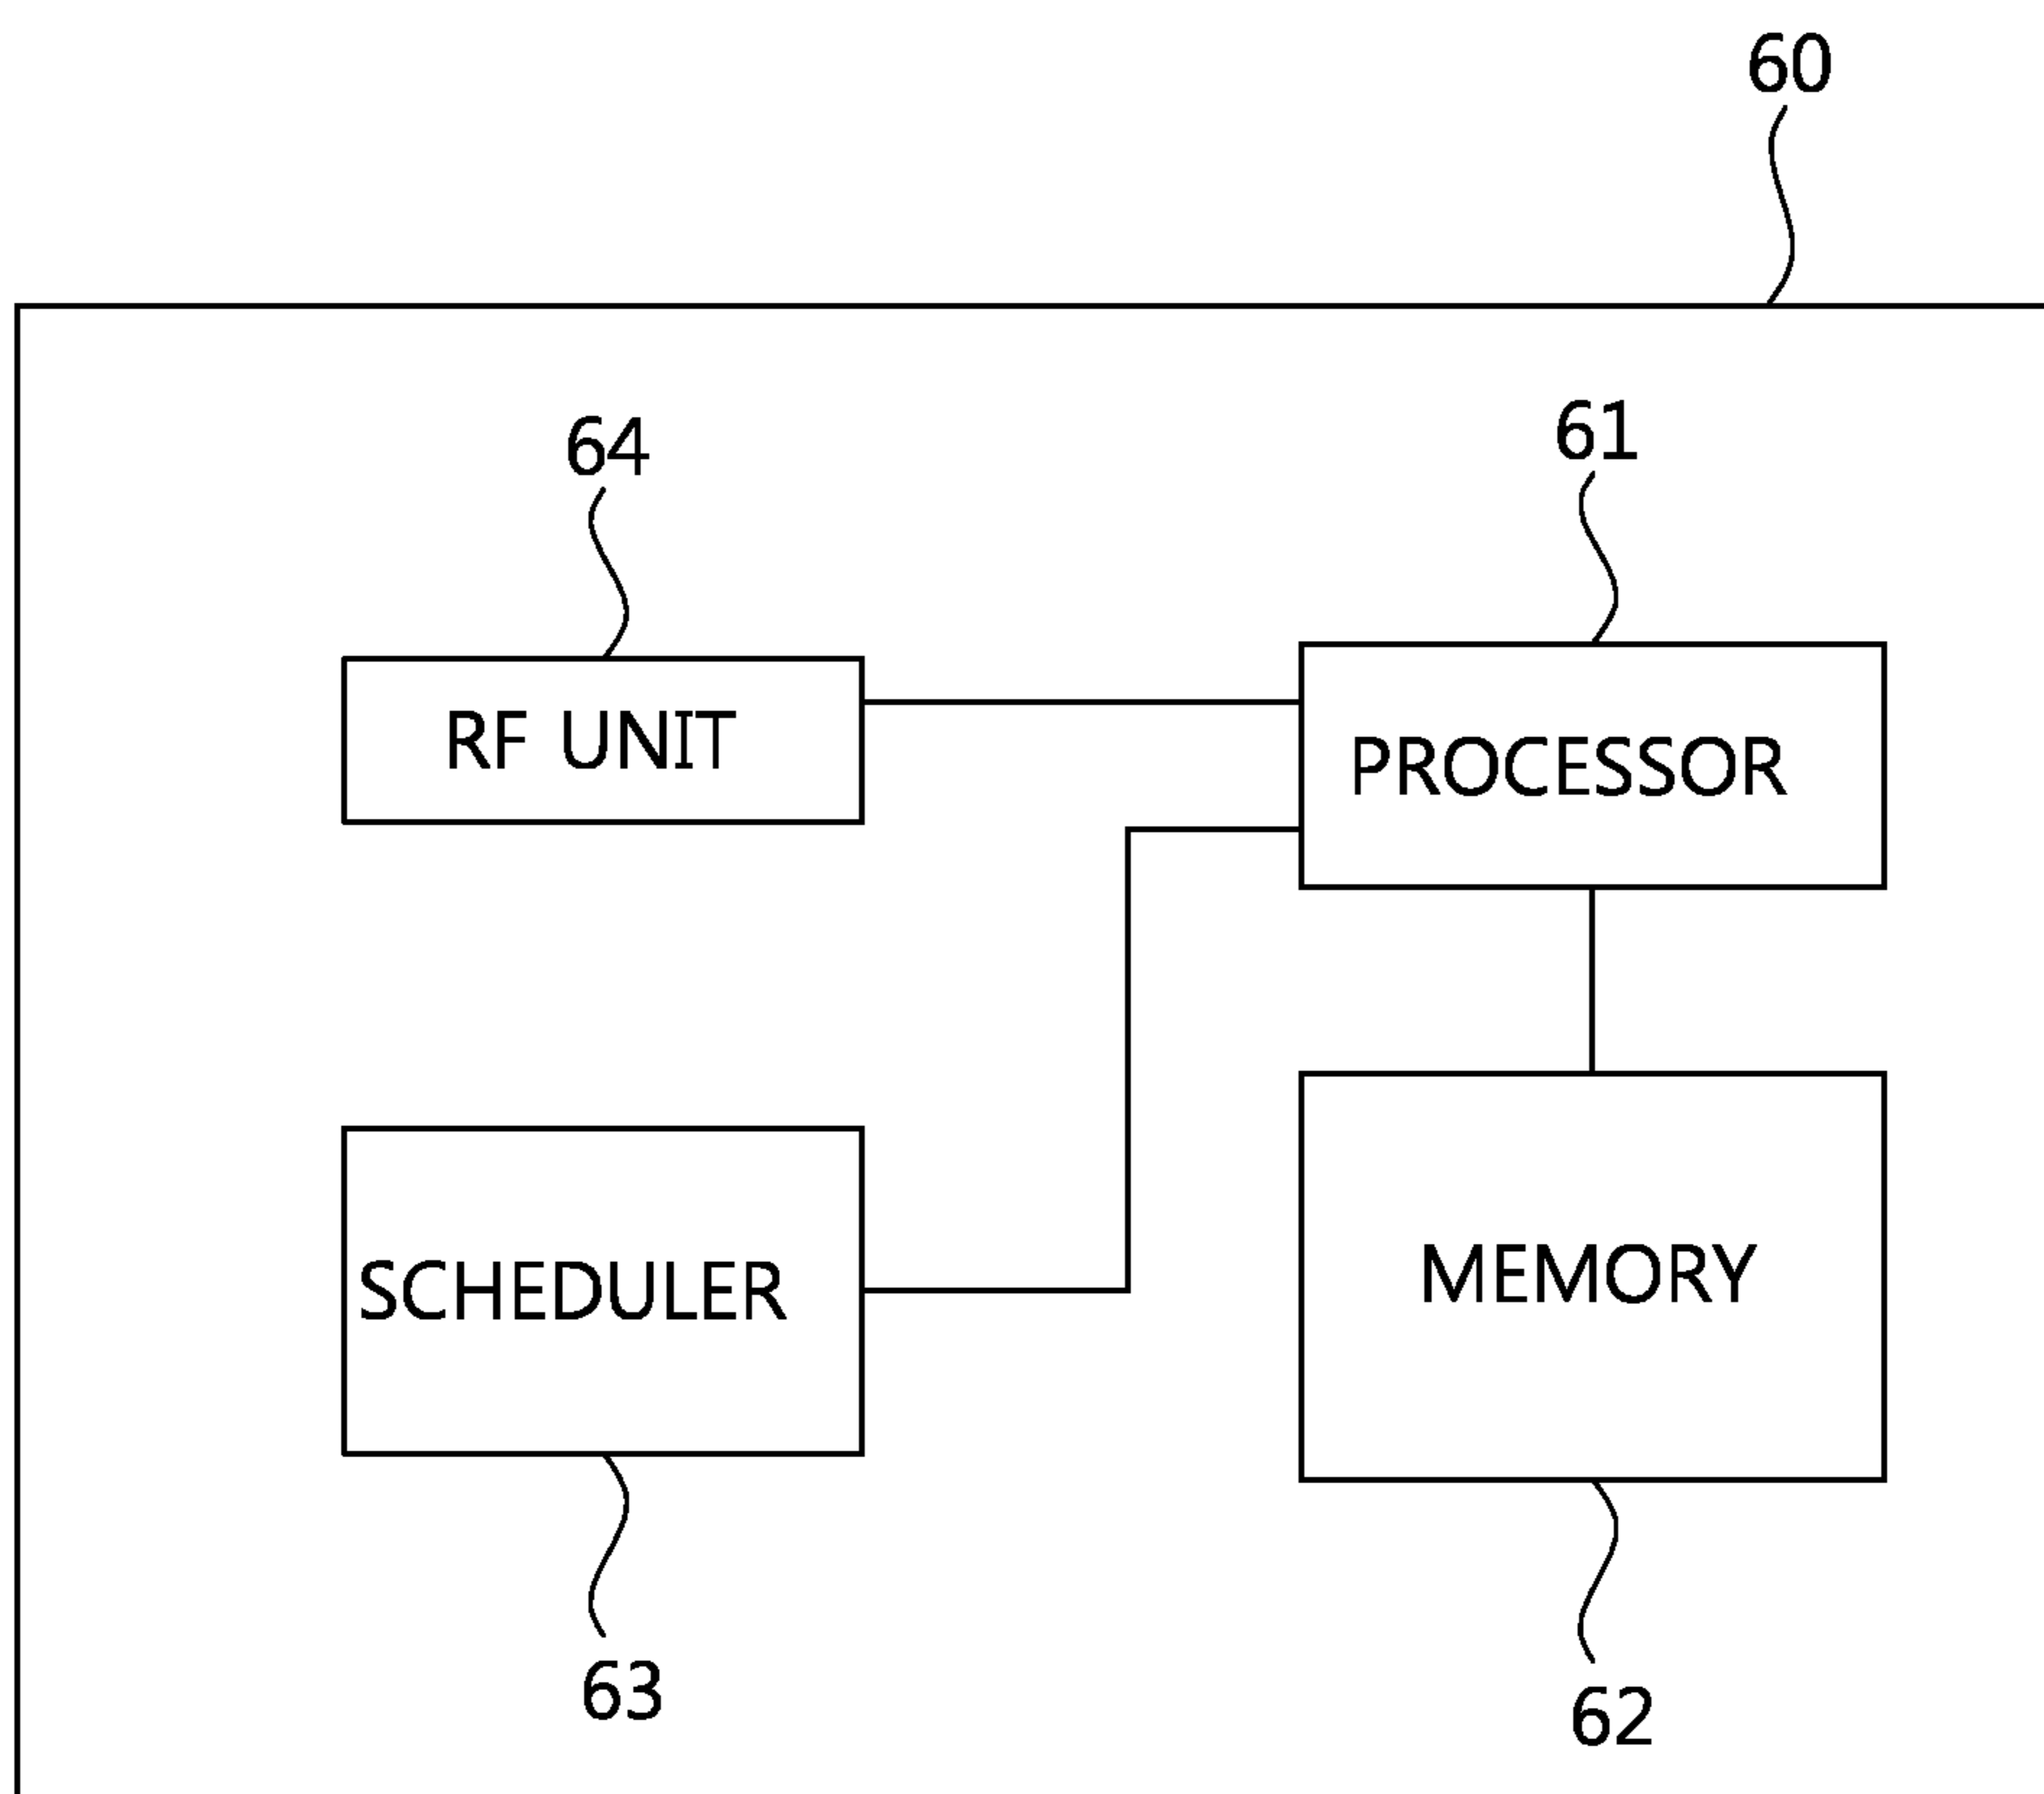 60
64
61
RF UNIT
PROCESSOR
SCHEDULER
MEMORY
63
62